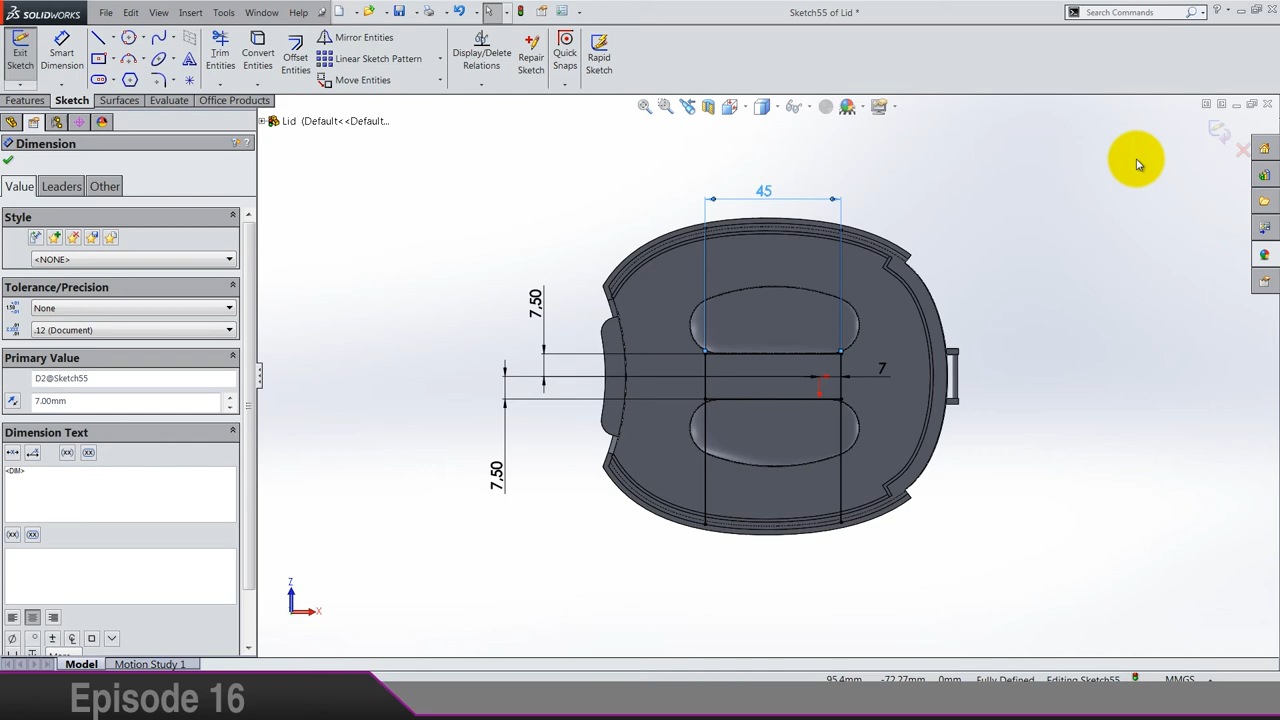 SOLIDWORKS
File Edit View Insert Tools Window Help
Sketch55 of Lid *
Search Commands
Exit Sketch
Smart Dimension
Trim Entities
Convert Entities
Offset Entities
Mirror Entities
Linear Sketch Pattern
Move Entities
Display/Delete Relations
Repair Sketch
Quick Snaps
Rapid Sketch
Features Sketch Surfaces Evaluate Office Products
Lid (Default<<Default...
Dimension
Value Leaders Other
Style
<NONE>
Tolerance/Precision
None
.12 (Document)
Primary Value
D2@Sketch55
7.00mm
Dimension Text
<DIM>
45
7,50
7
7,50
Z
X
Model Motion Study 1
95.4mm -72.27mm 0mm Fully Defined Editing Sketch55 MMGS
Episode 16